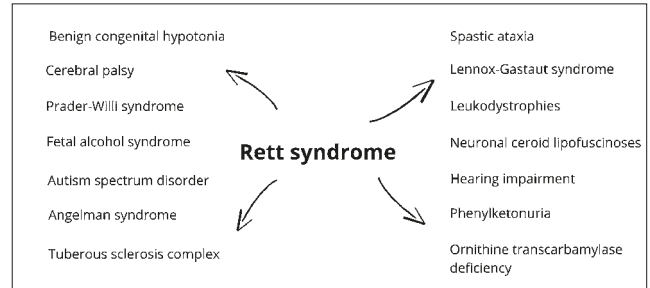 Benign congenital hypotonia
Cerebral palsy
Prader-Willi syndrome
Fetal alcohol syndrome
Autism spectrum disorder
Angelman syndrome
Tuberous sclerosis complex
Rett syndrome
Spastic ataxia
Lennox-Gastaut syndrome
Leukodystrophies
Neuronal ceroid lipofuscinoses
Hearing impairment
Phenylketonuria
Ornithine transcarbamylase
deficiency